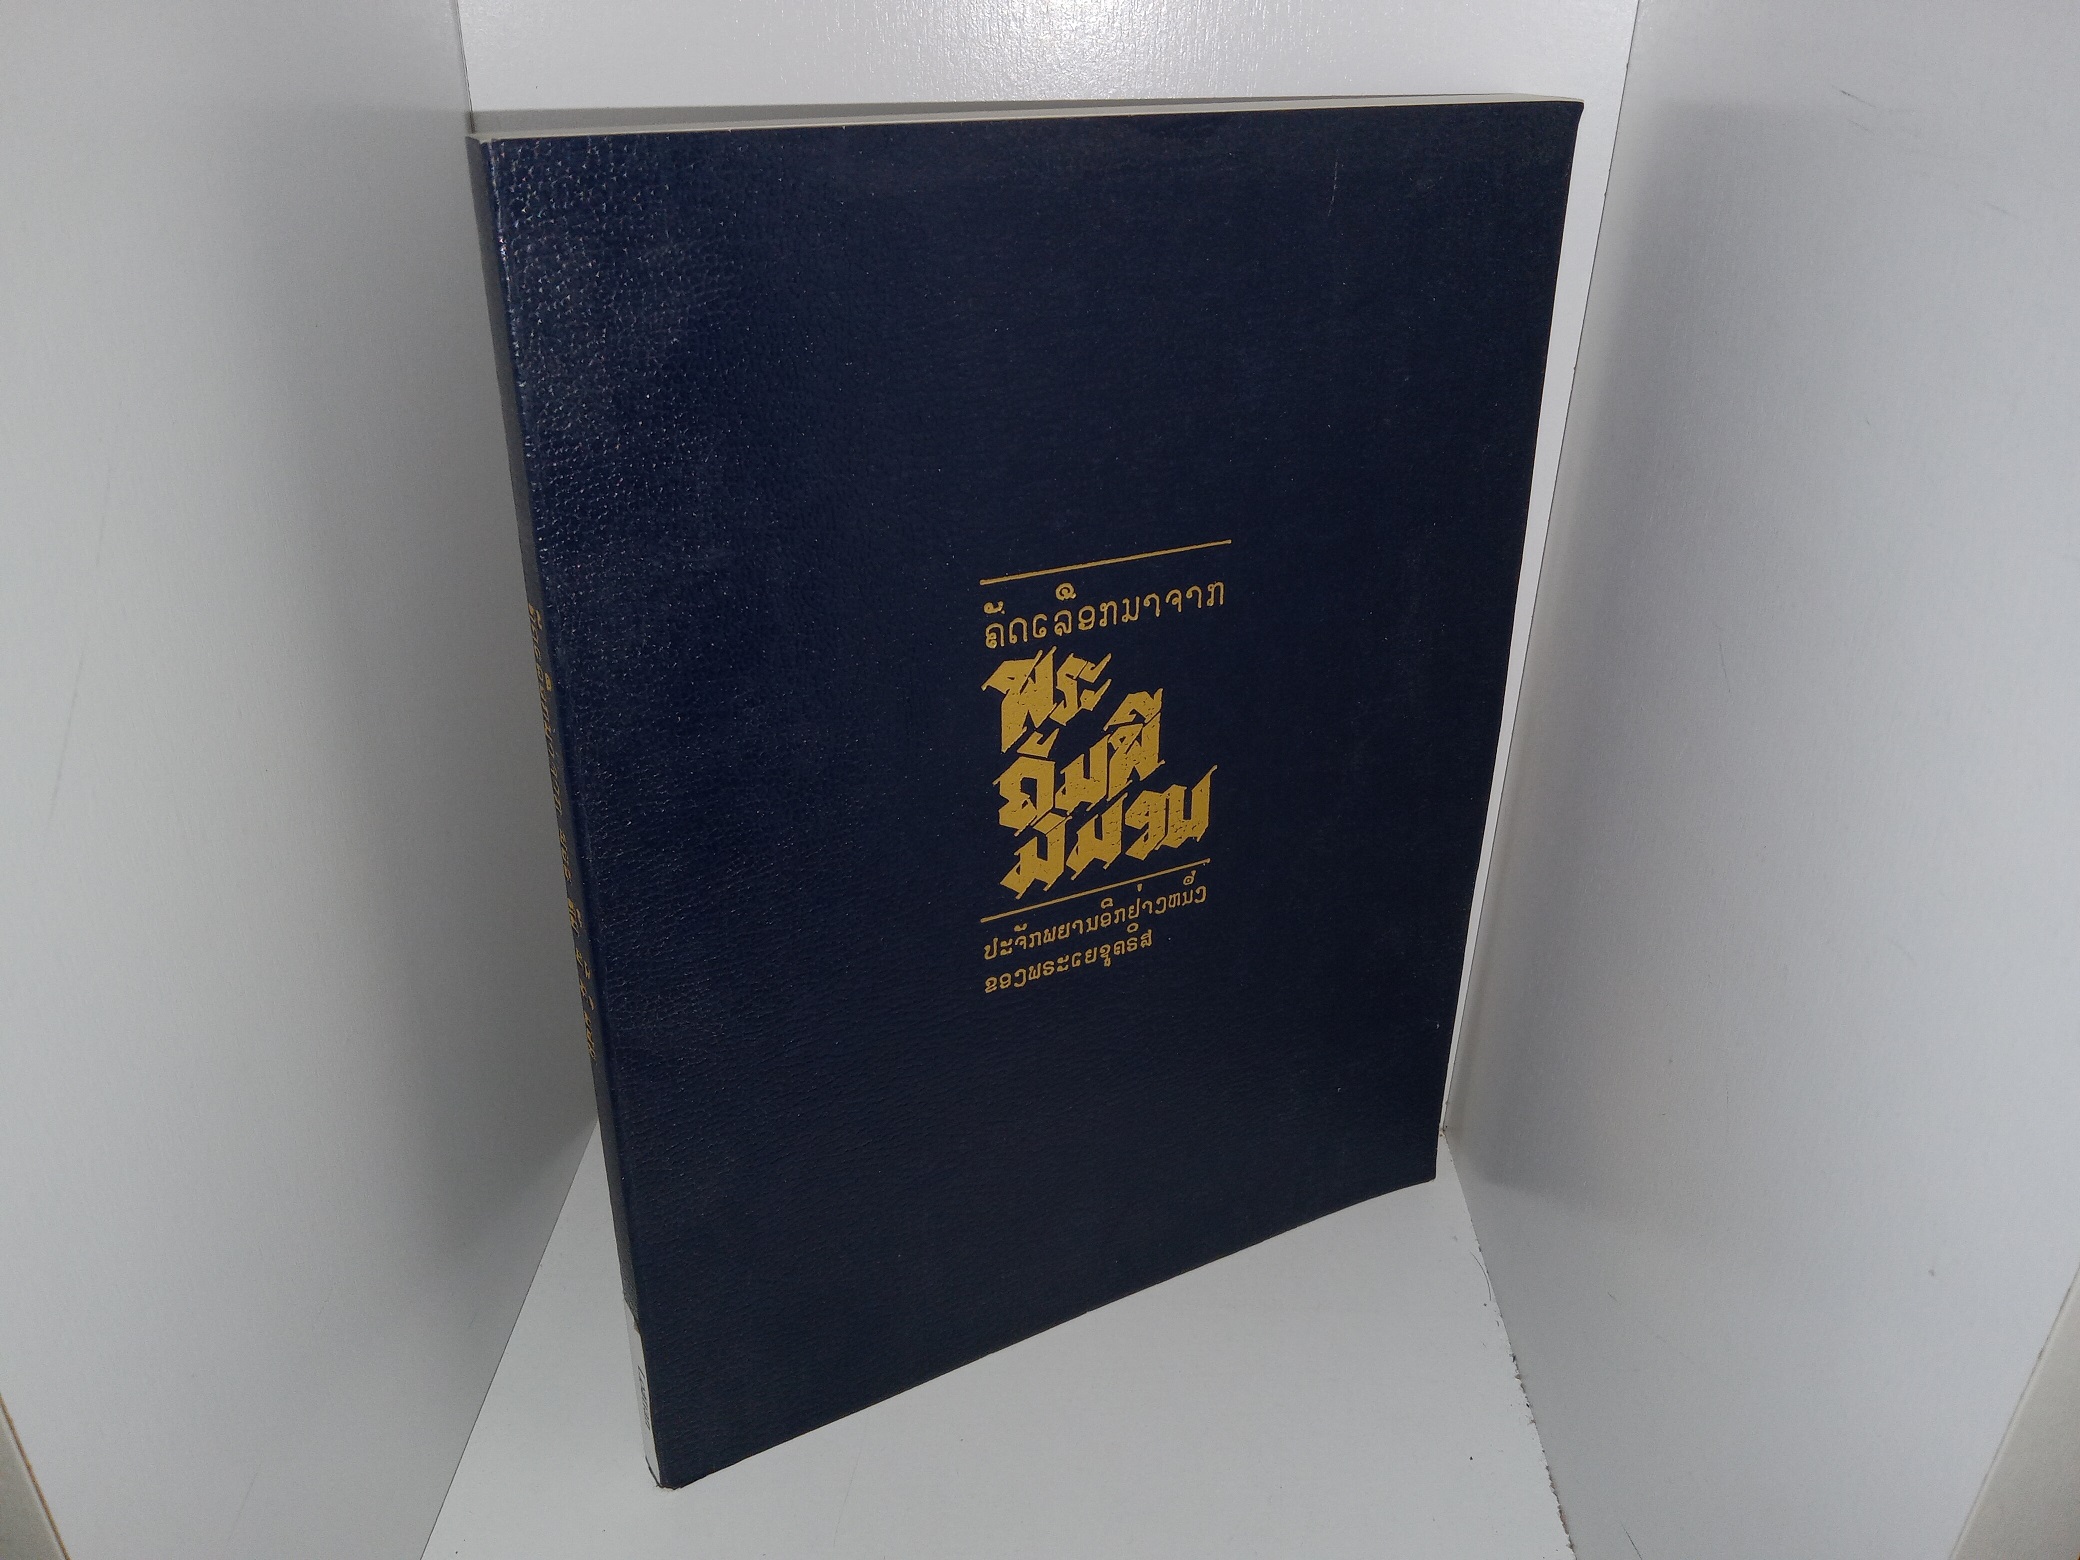 ຄັດເລືອກມາຈາກ
ພຣະ
ຄັມພີ
ມໍມອນ
ປະຈັກພຍານອີກຢ່າງຫນຶ່ງ
ຂອງພຣະເຍຊູຄຣິສ